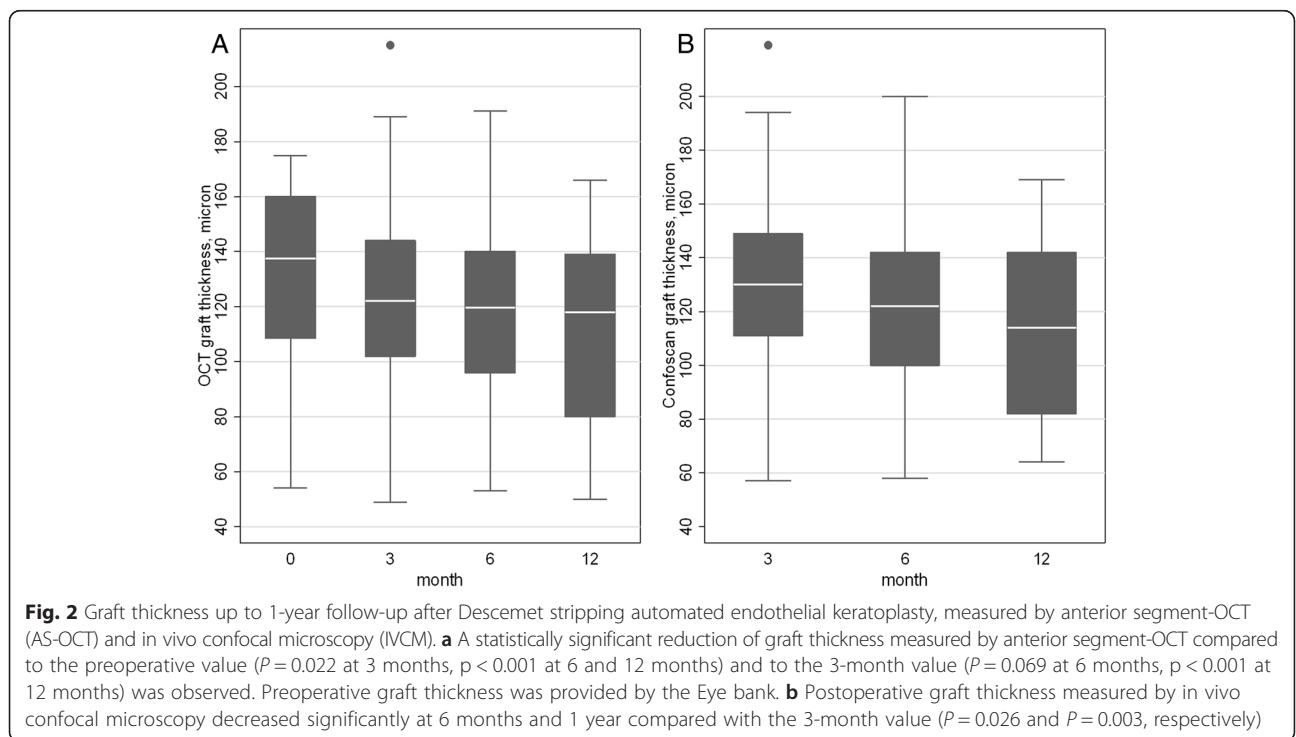 A
OCT graft thickness, micron
200
180
160
140
120
100
80
60
40
0 3 6 12
month
B
Confoscan graft thickness, micron
200
180
160
140
120
100
80
60
40
3 6 12
month
Fig. 2 Graft thickness up to 1-year follow-up after Descemet stripping automated endothelial keratoplasty, measured by anterior segment-OCT
(AS-OCT) and in vivo confocal microscopy (IVCM). a A statistically significant reduction of graft thickness measured by anterior segment-OCT compared
to the preoperative value (P = 0.022 at 3 months, p < 0.001 at 6 and 12 months) and to the 3-month value (P = 0.069 at 6 months, p < 0.001 at
12 months) was observed. Preoperative graft thickness was provided by the Eye bank. b Postoperative graft thickness measured by in vivo
confocal microscopy decreased significantly at 6 months and 1 year compared with the 3-month value (P = 0.026 and P = 0.003, respectively)